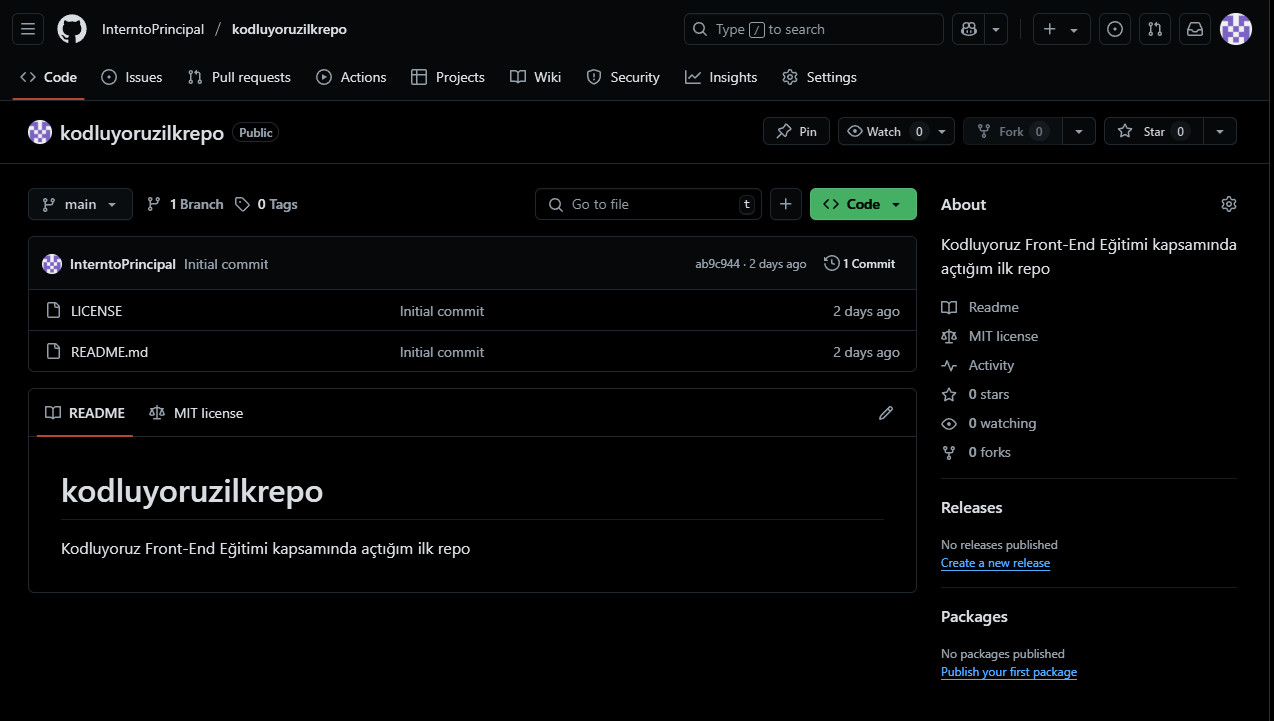 InterntoPrincipal / kodluyoruzilkrepo
Type / to search
Code Issues Pull requests Actions Projects Wiki Security Insights Settings
kodluyoruzilkrepo Public
Pin Watch 0 Fork 0 Star 0
main 1 Branch 0 Tags
Go to file t
Code
InterntoPrincipal Initial commit ab9c944 · 2 days ago 1 Commit
LICENSE Initial commit 2 days ago
README.md Initial commit 2 days ago
README MIT license
kodluyoruzilkrepo
Kodluyoruz Front-End Eğitimi kapsamında açtığım ilk repo
About
Kodluyoruz Front-End Eğitimi kapsamında
açtığım ilk repo
Readme
MIT license
Activity
0 stars
0 watching
0 forks
Releases
No releases published
Create a new release
Packages
No packages published
Publish your first package